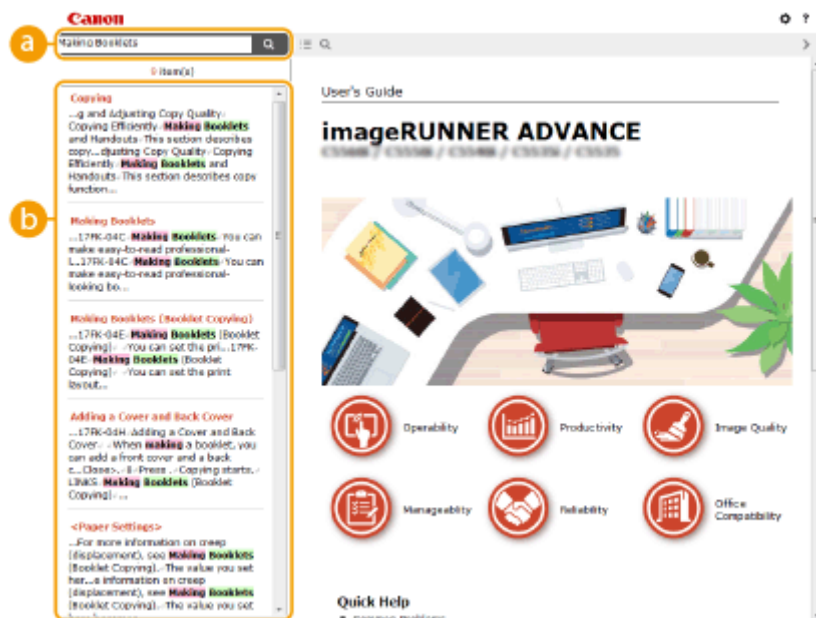 Canon
?
a
Making Booklets
9 item(s)
b
Copying
...g and Adjusting Copy Quality
Copying Efficiently Making Booklets
and Handouts This section describes
copy...djusting Copy Quality Copying
Efficiently Making Booklets and
Handouts This section describes copy
function...
Making Booklets
...17FK-04C Making Booklets You can
make easy-to-read professional-
l...17FK-04C Making Booklets You can
make easy-to-read professional-
looking bo...
Making Booklets (Booklet Copying)
...17FK-04E Making Booklets (Booklet
Copying) You can set the pri...17FK-
04E Making Booklets (Booklet
Copying) You can set the print
layout...
Adding a Cover and Back Cover
...17FK-04H Adding a Cover and Back
Cover When making a booklet, you
can add a front cover and a back
c...Close>. 8 Press . Copying starts.
LINKS Making Booklets (Booklet
Copying) ...
<Paper Settings>
...For more information on creep
(displacement), see Making Booklets
(Booklet Copying). The value you set
her...e information on creep
(displacement), see Making Booklets
(Booklet Copying). The value you set
User's Guide
imageRUNNER ADVANCE
Operability
Productivity
Image Quality
Manageablity
Reliability
Office
Compatibility
Quick Help
Common Problems